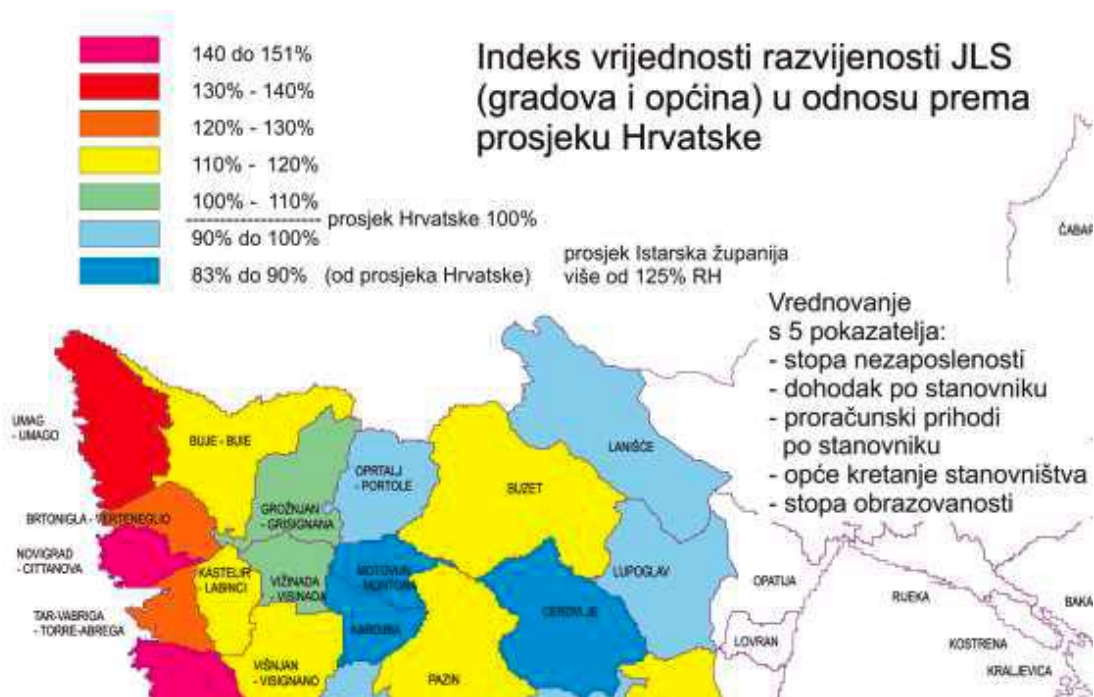 140 do 151%
130% - 140%
120% - 130%
110% - 120%
100% - 110%
prosjek Hrvatske 100%
90% do 100%
83% do 90% (od prosjeka Hrvatske)
Indeks vrijednosti razvijenosti JLS
(gradova i općina) u odnosu prema
prosjeku Hrvatske
prosjek Istarska županija
više od 125% RH
Vrednovanje
s 5 pokazatelja:
- stopa nezaposlenosti
- dohodak po stanovniku
- proračunski prihodi
po stanovniku
- opće kretanje stanovništva
- stopa obrazovanosti
ČABAR
UMAG
- UMAGO
BUJE - BUIE
OPRTALJ
- PORTOLE
LANIŠĆE
BUZET
GROŽNJAN
- GRISIGNANA
BRTONIGLA - VERTENEGLIO
NOVIGRAD
- CITTANOVA
KAŠTELIR
- LABINCI
VIŽINADA
- VISINADA
MOTOVUN
- MONTONA
LUPOGLAV
OPATIJA
CEROVLJE
RIJEKA
BAKA
TAR-VABRIGA
- TORRE-ABREGA
KAROJBA
LOVRAN
KOSTRENA
KRALJEVICA
VIŠNJAN
- VISIGNANO
PAZIN